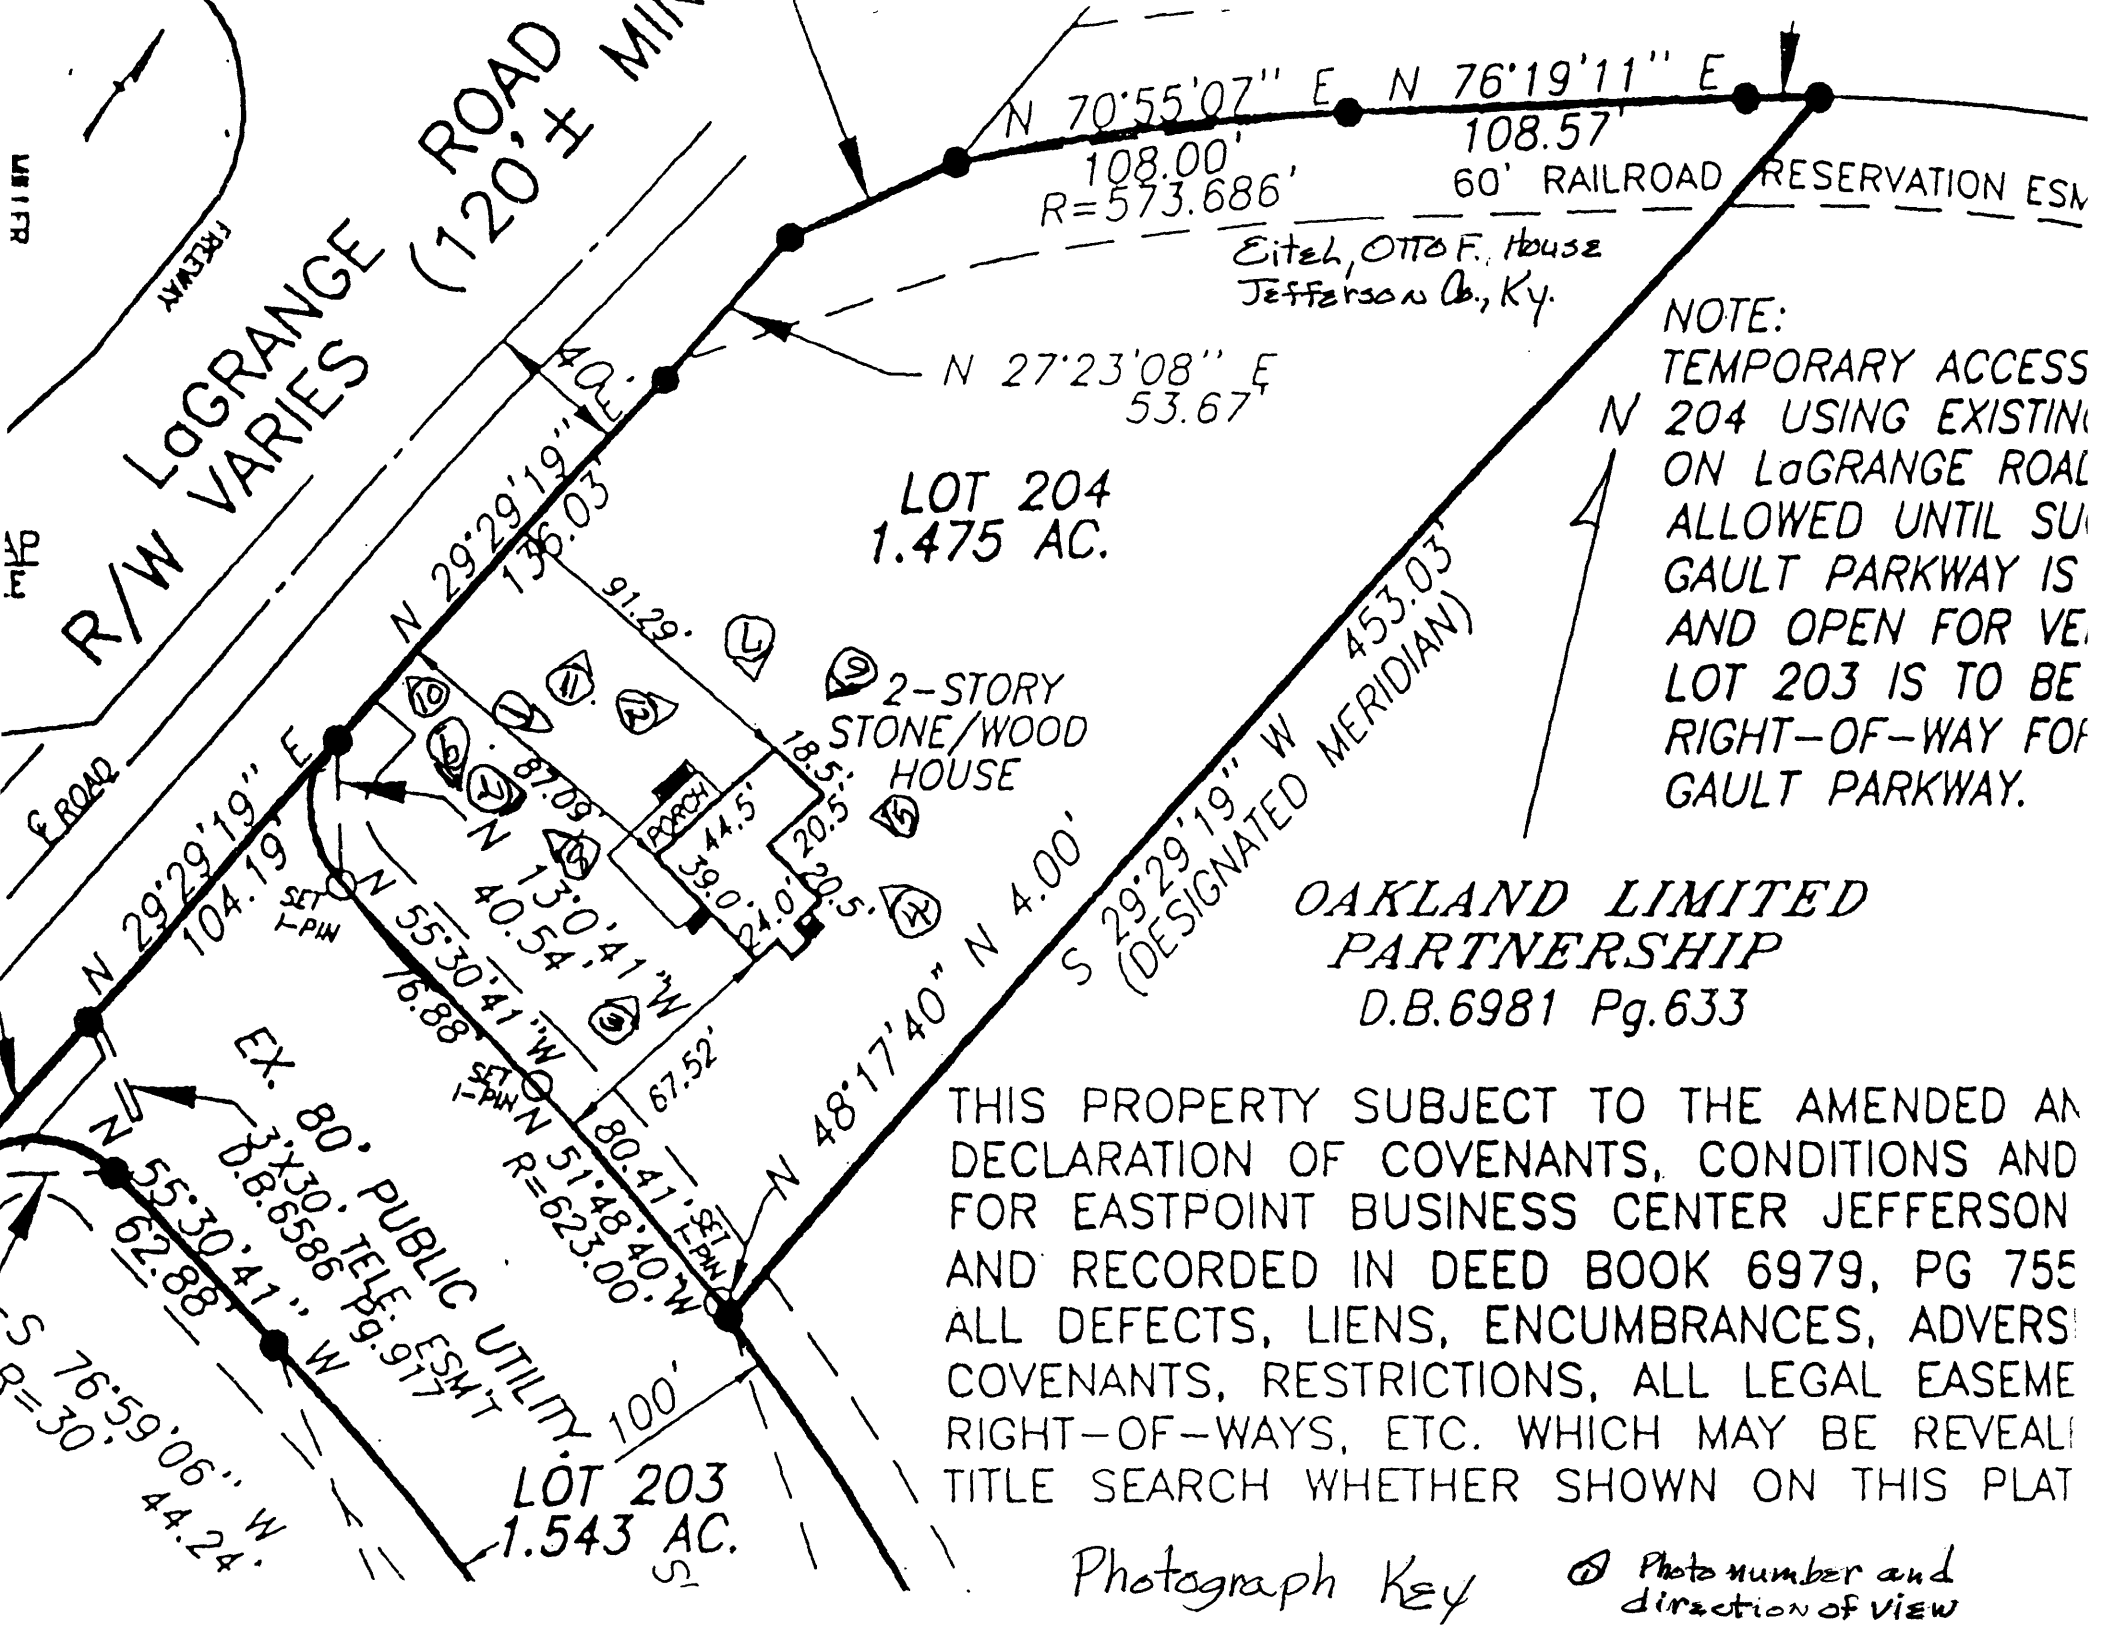 ROAD
(120'±
LaGRANGE
R/W VARIES
FREEWAY
℄ ROAD
N 70°55'07" E
108.00'
R=573.686'
N 76°19'11" E
108.57'
60' RAILROAD RESERVATION
Eitel, Otto F., House
Jefferson Co., Ky.
N 27°23'08" E
53.67'
40'
N 29°29'19" E
136.03'
LOT 204
1.475 AC.
NOTE:
TEMPORARY ACCESS
204 USING
ON LaGRANGE
ALLOWED UNTIL
GAULT PARKWAY IS
AND OPEN FOR
LOT 203 IS TO BE
RIGHT-OF-WAY
GAULT PARKWAY.
N
91.29'
7
9
10
1
11
12
2
2-STORY
STONE/WOOD
HOUSE
87.09'
PORCH
18.5'
44.5'
20.5'
20.5'
39.0'
24.0'
15
14
3
67.52'
N 29°29'19" E
104.19'
SET
I-PIN
N 13°0'41"W
40.54'
N 55°30'41"W
76.88'
SET
I-PIN
N 51°48'40"W
80.41'
R=623.00'
SET
I-PIN
S 29°29'19" W 453.03'
(DESIGNATED MERIDIAN)
N 48°17'40" N 4.00'
OAKLAND LIMITED
PARTNERSHIP
D.B.6981 Pg.633
EX. 80' PUBLIC UTILITY
3'X30' TELE. ESM'T
D.B.6586 Pg.917
N 55°30'41" W
62.88'
S 76°59'06" W
R=30' 44.24'
100'
LOT 203
1.543 AC.
THIS PROPERTY SUBJECT TO THE AMENDED
DECLARATION OF COVENANTS, CONDITIONS AND
FOR EASTPOINT BUSINESS CENTER JEFFERSON
AND RECORDED IN DEED BOOK 6979, PG 755
ALL DEFECTS, LIENS, ENCUMBRANCES,
COVENANTS, RESTRICTIONS, ALL LEGAL
RIGHT-OF-WAYS, ETC. WHICH MAY BE
TITLE SEARCH WHETHER SHOWN ON THIS PLAT
Photograph Key
1 Photo number and
direction of view